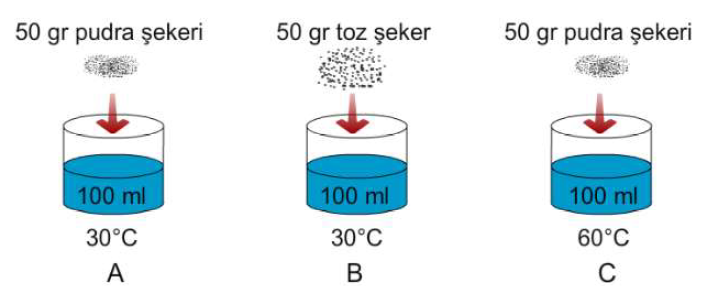 50 gr pudra şekeri
50 gr toz şeker
50 gr pudra şekeri
100 ml
100 ml
100 ml
30°C
30°C
60°C
A
B
C